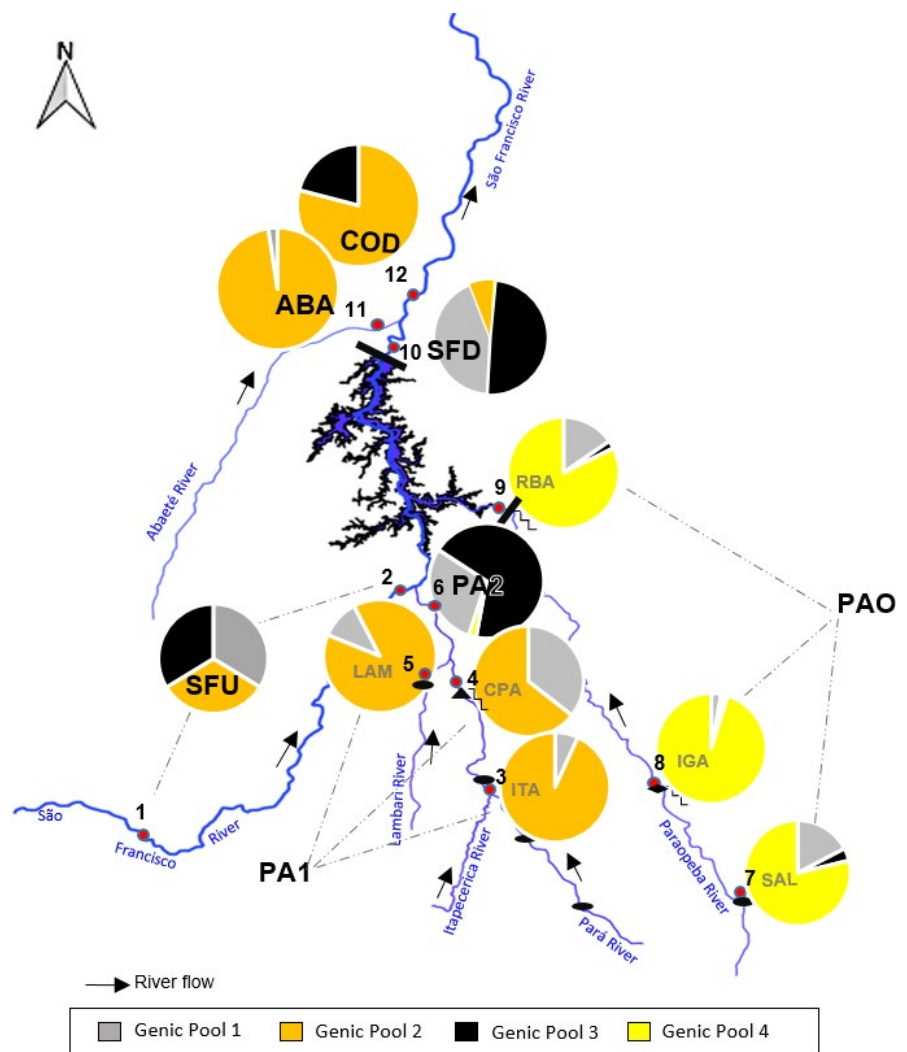 N
São Francisco River
COD
ABA
12
11
10
SFD
Abaeté River
RBA
9
2
6
PA2
PAO
SFU
LAM
5
4
CPA
IGA
8
3
ITA
1
São
Francisco
River
Lambari River
Itapecerica River
Paraopeba River
7
SAL
PA1
Pará River
River flow
Genic Pool 1 Genic Pool 2 Genic Pool 3 Genic Pool 4